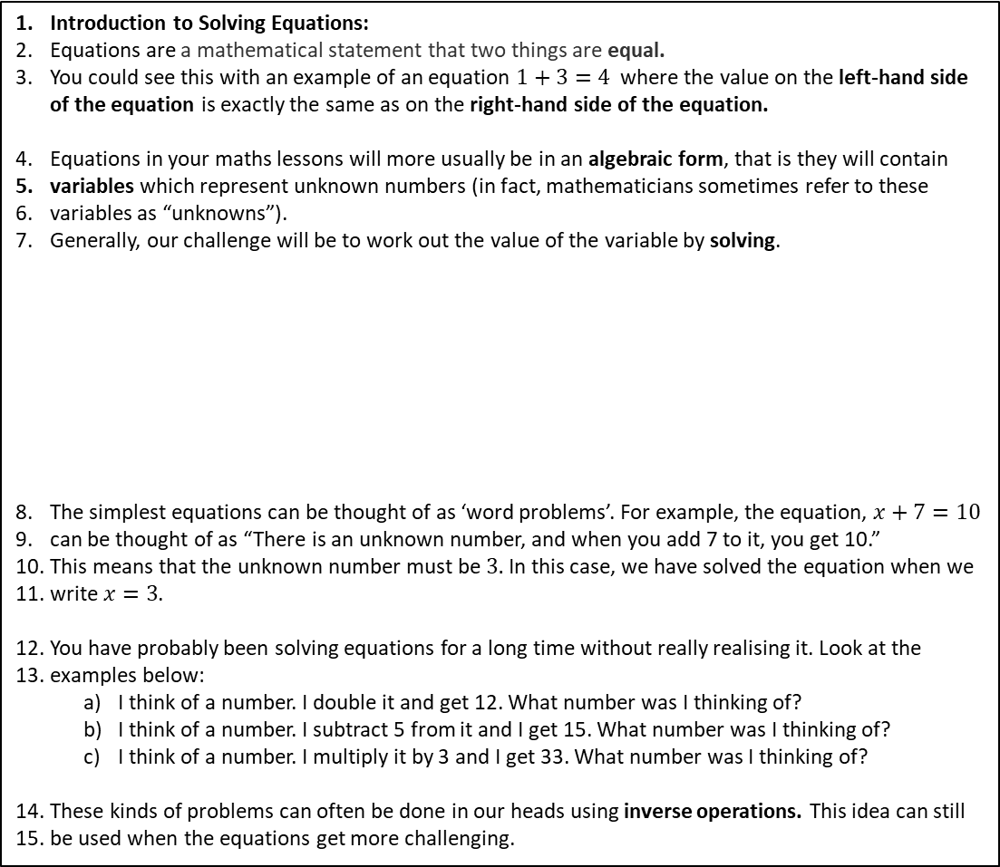 1. Introduction to Solving Equations:
2. Equations are a mathematical statement that two things are equal.
3. You could see this with an example of an equation 1 + 3 = 4 where the value on the left-hand side
of the equation is exactly the same as on the right-hand side of the equation.
4. Equations in your maths lessons will more usually be in an algebraic form, that is they will contain
5. variables which represent unknown numbers (in fact, mathematicians sometimes refer to these
6. variables as “unknowns”).
7. Generally, our challenge will be to work out the value of the variable by solving.
8. The simplest equations can be thought of as ‘word problems’. For example, the equation, x + 7 = 10
9. can be thought of as “There is an unknown number, and when you add 7 to it, you get 10.”
10. This means that the unknown number must be 3. In this case, we have solved the equation when we
11. write x = 3.
12. You have probably been solving equations for a long time without really realising it. Look at the
13. examples below:
a) I think of a number. I double it and get 12. What number was I thinking of?
b) I think of a number. I subtract 5 from it and I get 15. What number was I thinking of?
c) I think of a number. I multiply it by 3 and I get 33. What number was I thinking of?
14. These kinds of problems can often be done in our heads using inverse operations. This idea can still
15. be used when the equations get more challenging.